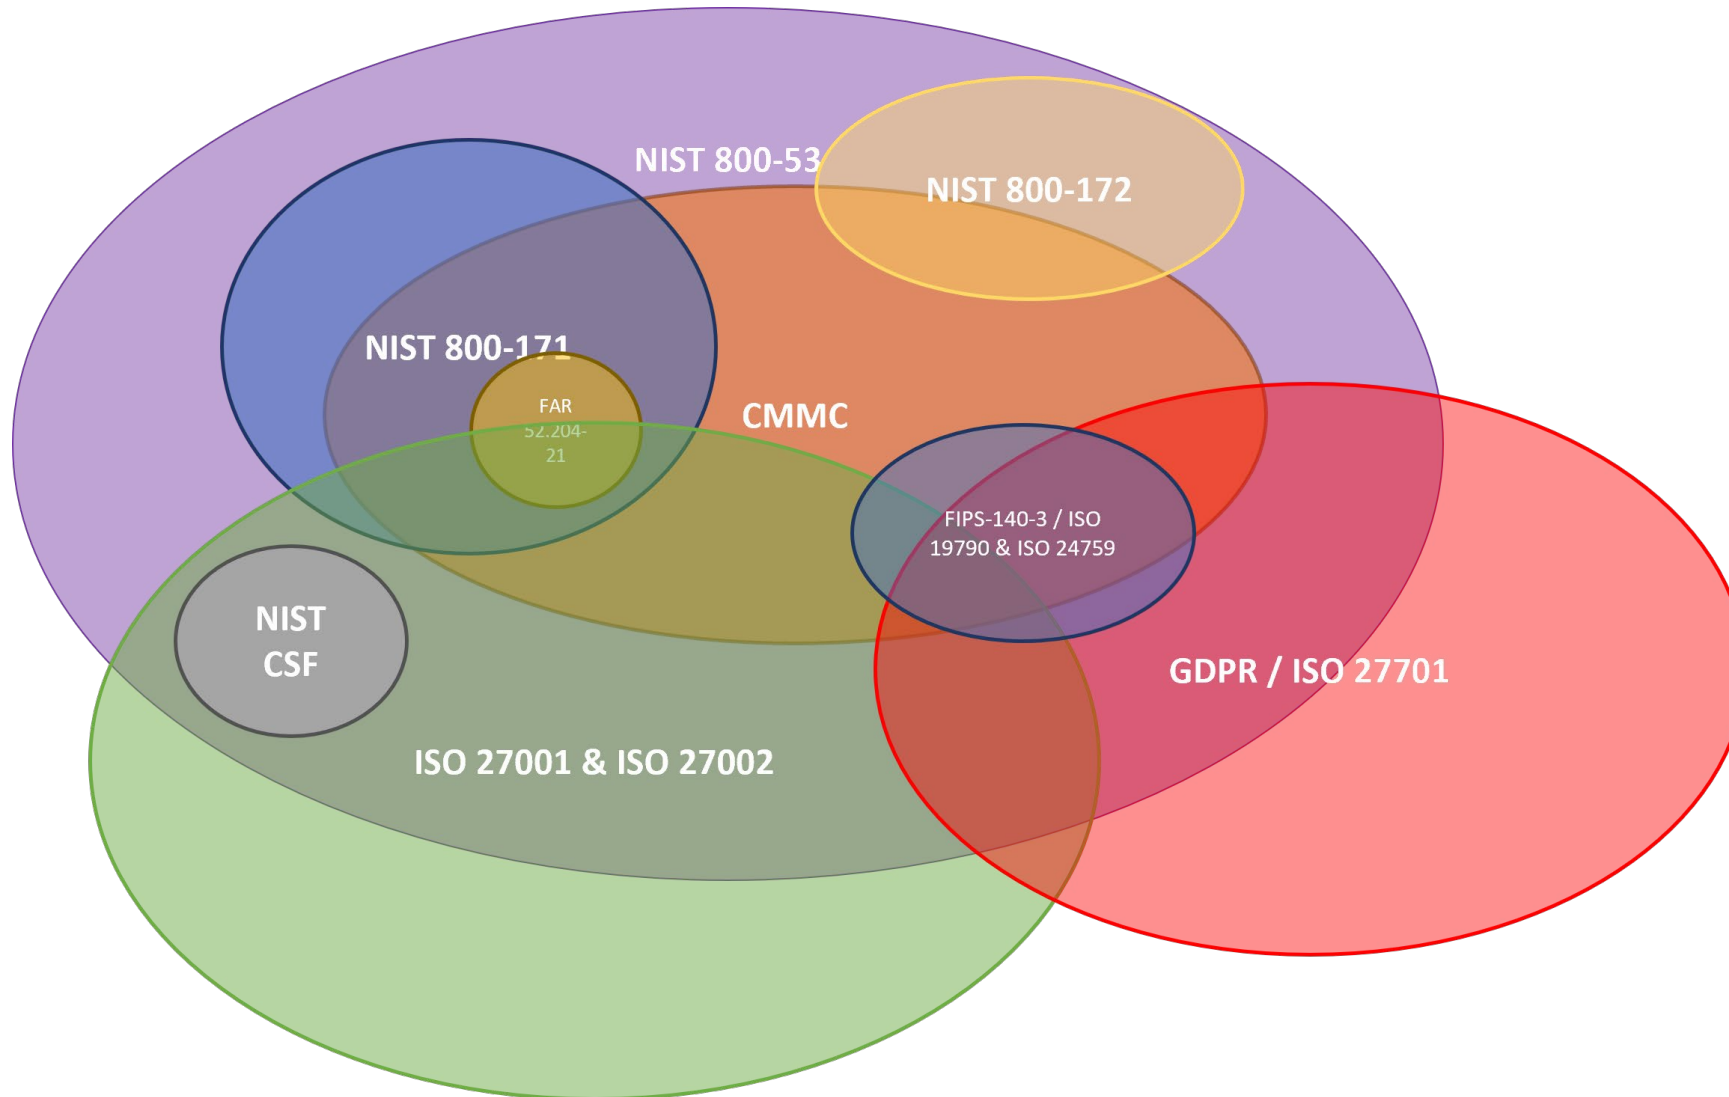 NIST 800-53
NIST 800-172
NIST 800-171
FAR
52.204-
21
CMMC
FIPS-140-3 / ISO
19790 & ISO 24759
NIST
CSF
GDPR / ISO 27701
ISO 27001 & ISO 27002